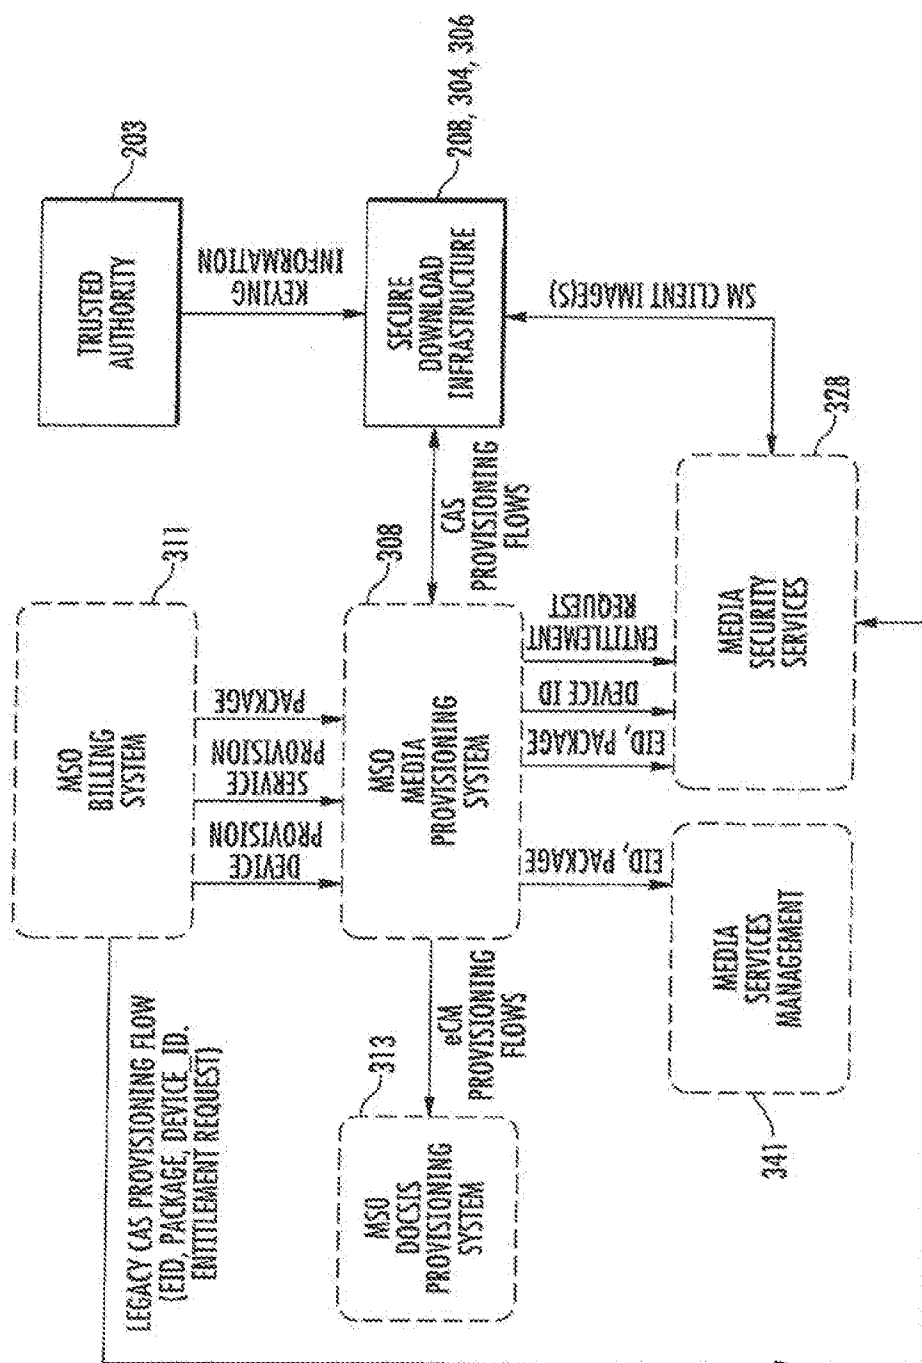 203
TRUSTED
AUTHORITY
KEYING
INFORMATION
208, 304, 306
SECURE
DOWNLOAD
INFRASTRUCTURE
SM CLIENT IMAGE(S)
311
MSO
BILLING
SYSTEM
PACKAGE
SERVICE
PROVISION
DEVICE
PROVISION
308
MSO
MEDIA
PROVISIONING
SYSTEM
CAS
PROVISIONING
FLOWS
ENTITLEMENT
REQUEST
DEVICE ID
EID, PACKAGE
328
MEDIA
SECURITY
SERVICES
EID, PACKAGE
MEDIA
SERVICES
MANAGEMENT
341
eCM
PROVISIONING
FLOWS
313
MSO
DOCSIS
PROVISIONING
SYSTEM
LEGACY CAS PROVISIONING FLOW
(EID, PACKAGE, DEVICE_ID.
ENTITLEMENT REQUEST)